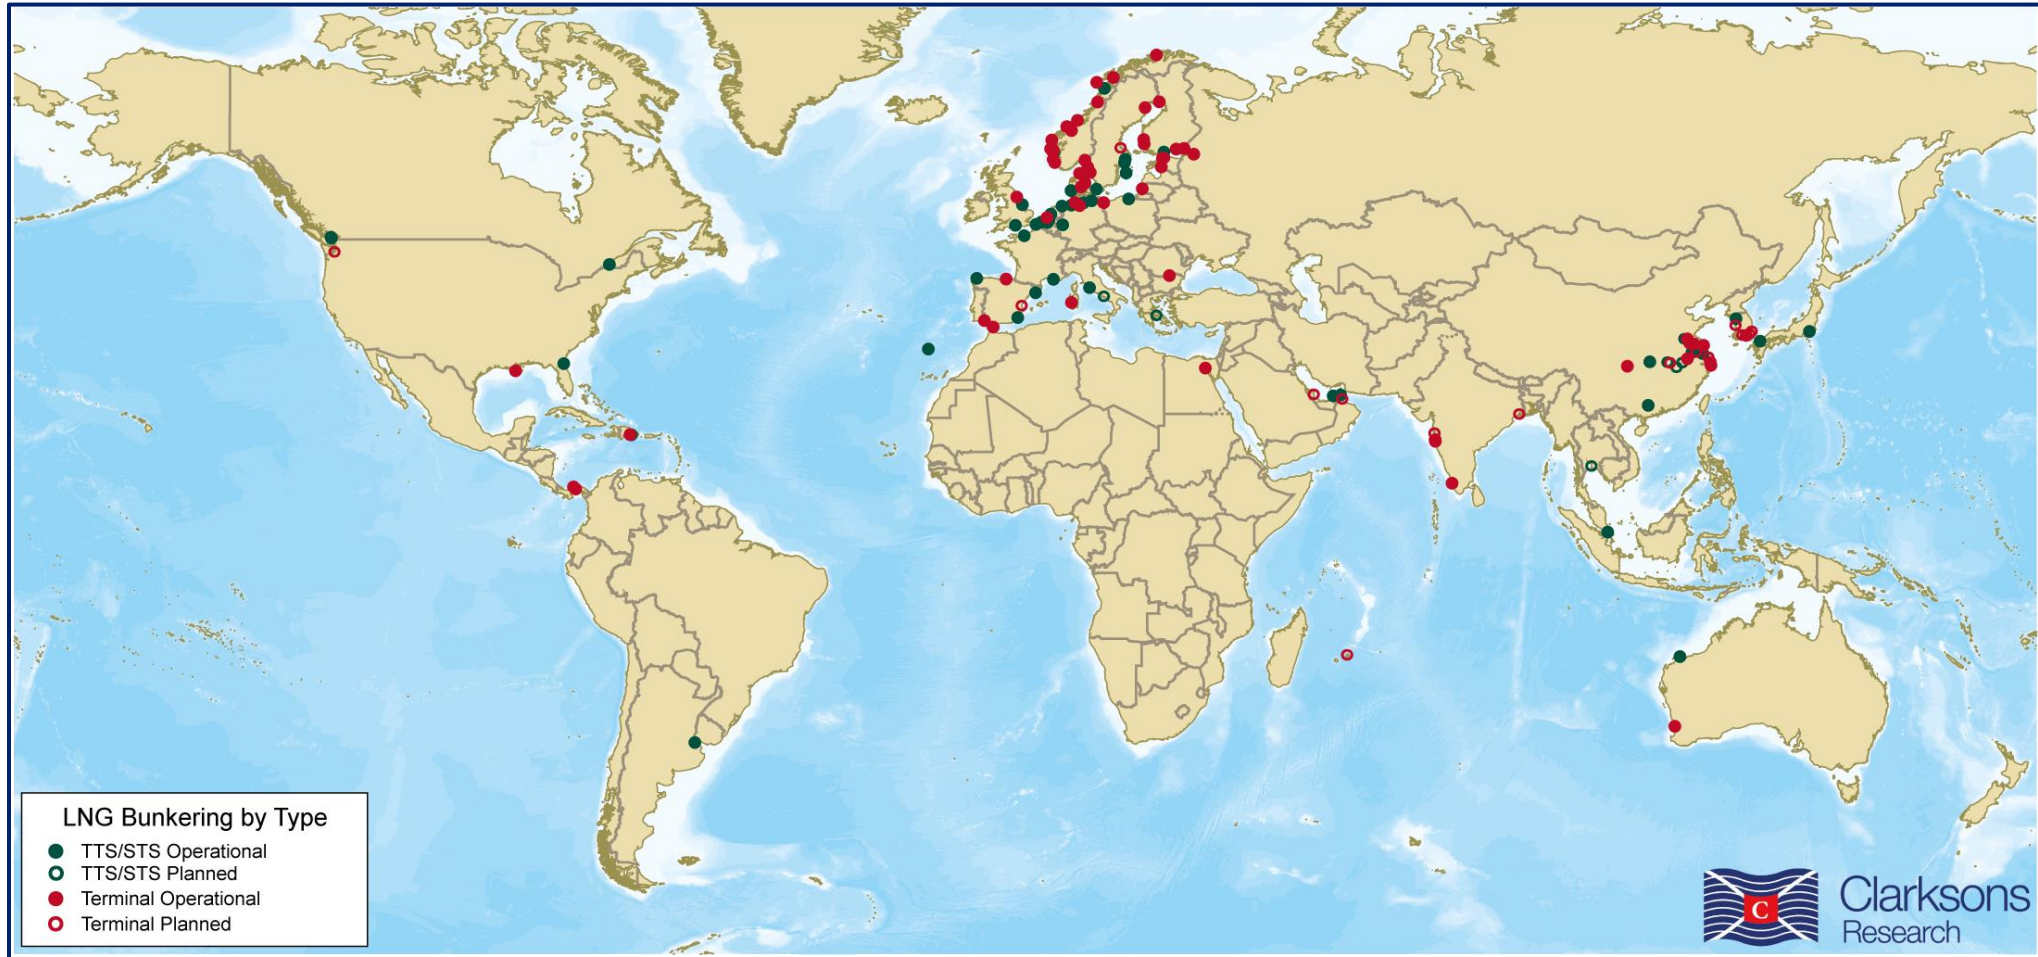 LNG Bunkering by Type
TTS/STS Operational
TTS/STS Planned
Terminal Operational
Terminal Planned
C
Clarksons
Research